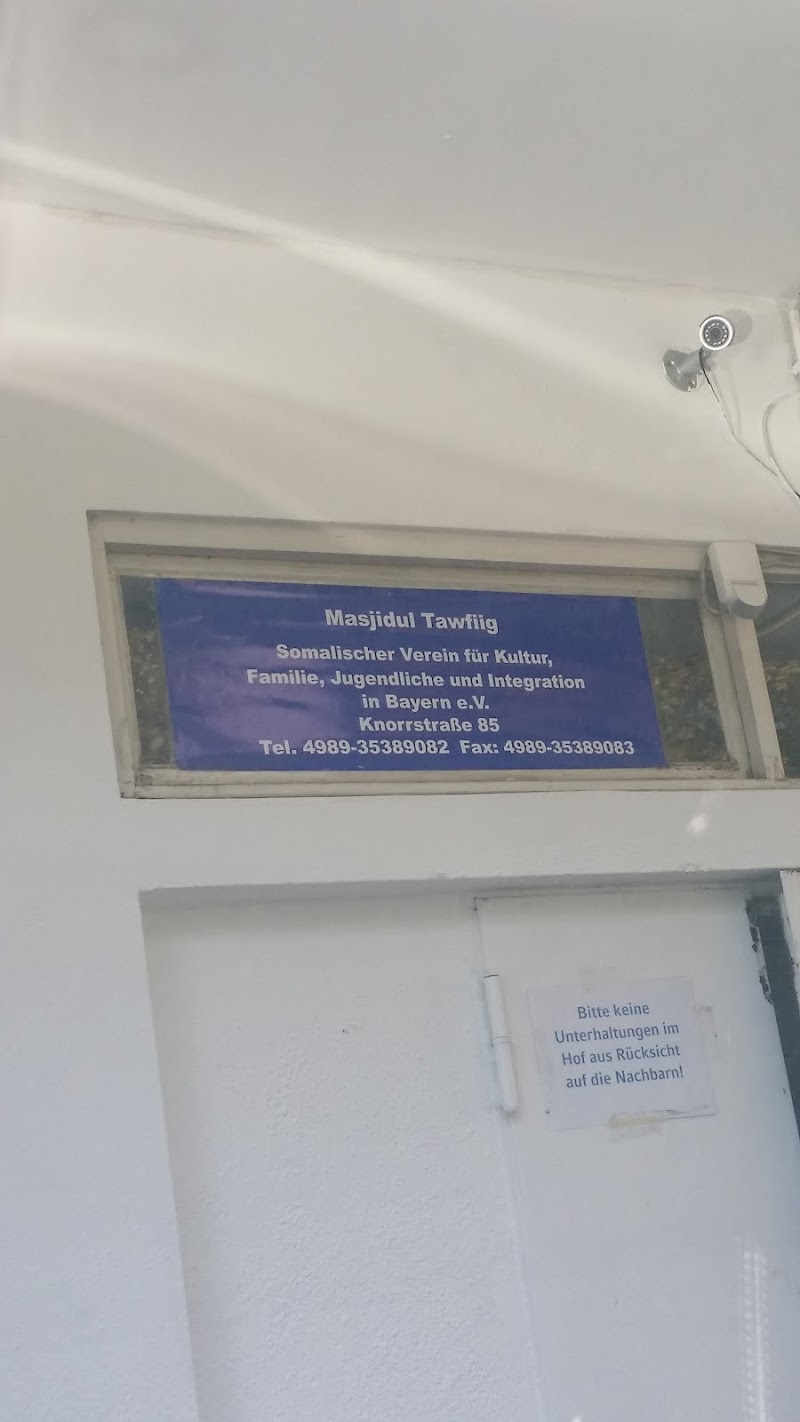 Masjidul Tawfiig
Somalischer Verein für Kultur,
Familie, Jugendliche und Integration
in Bayern e.V.
Knorrstraße 85
Tel. 4989-35389082 Fax: 4989-35389083
Bitte keine
Unterhaltungen im
Hof aus Rücksicht
auf die Nachbarn!